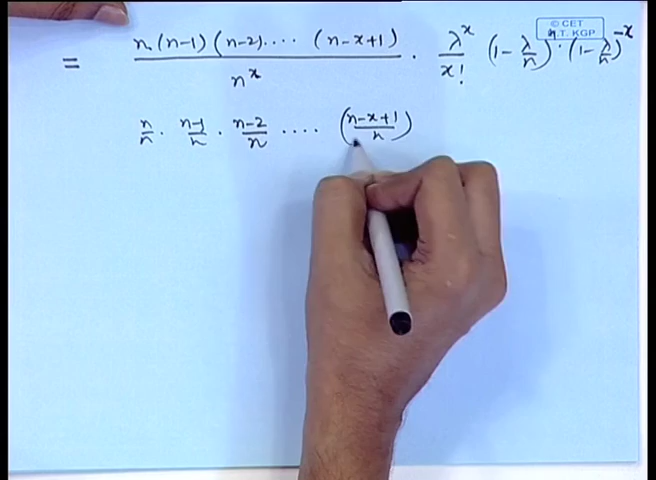 = n(n-1)(n-2)....(n-x+1) / n^x . λ^x / x! (1-λ/n)^n . (1-λ/n)^-x
n/n . n-1/n . n-2/n .... (n-x+1/n)
© CET
I.T. KGP